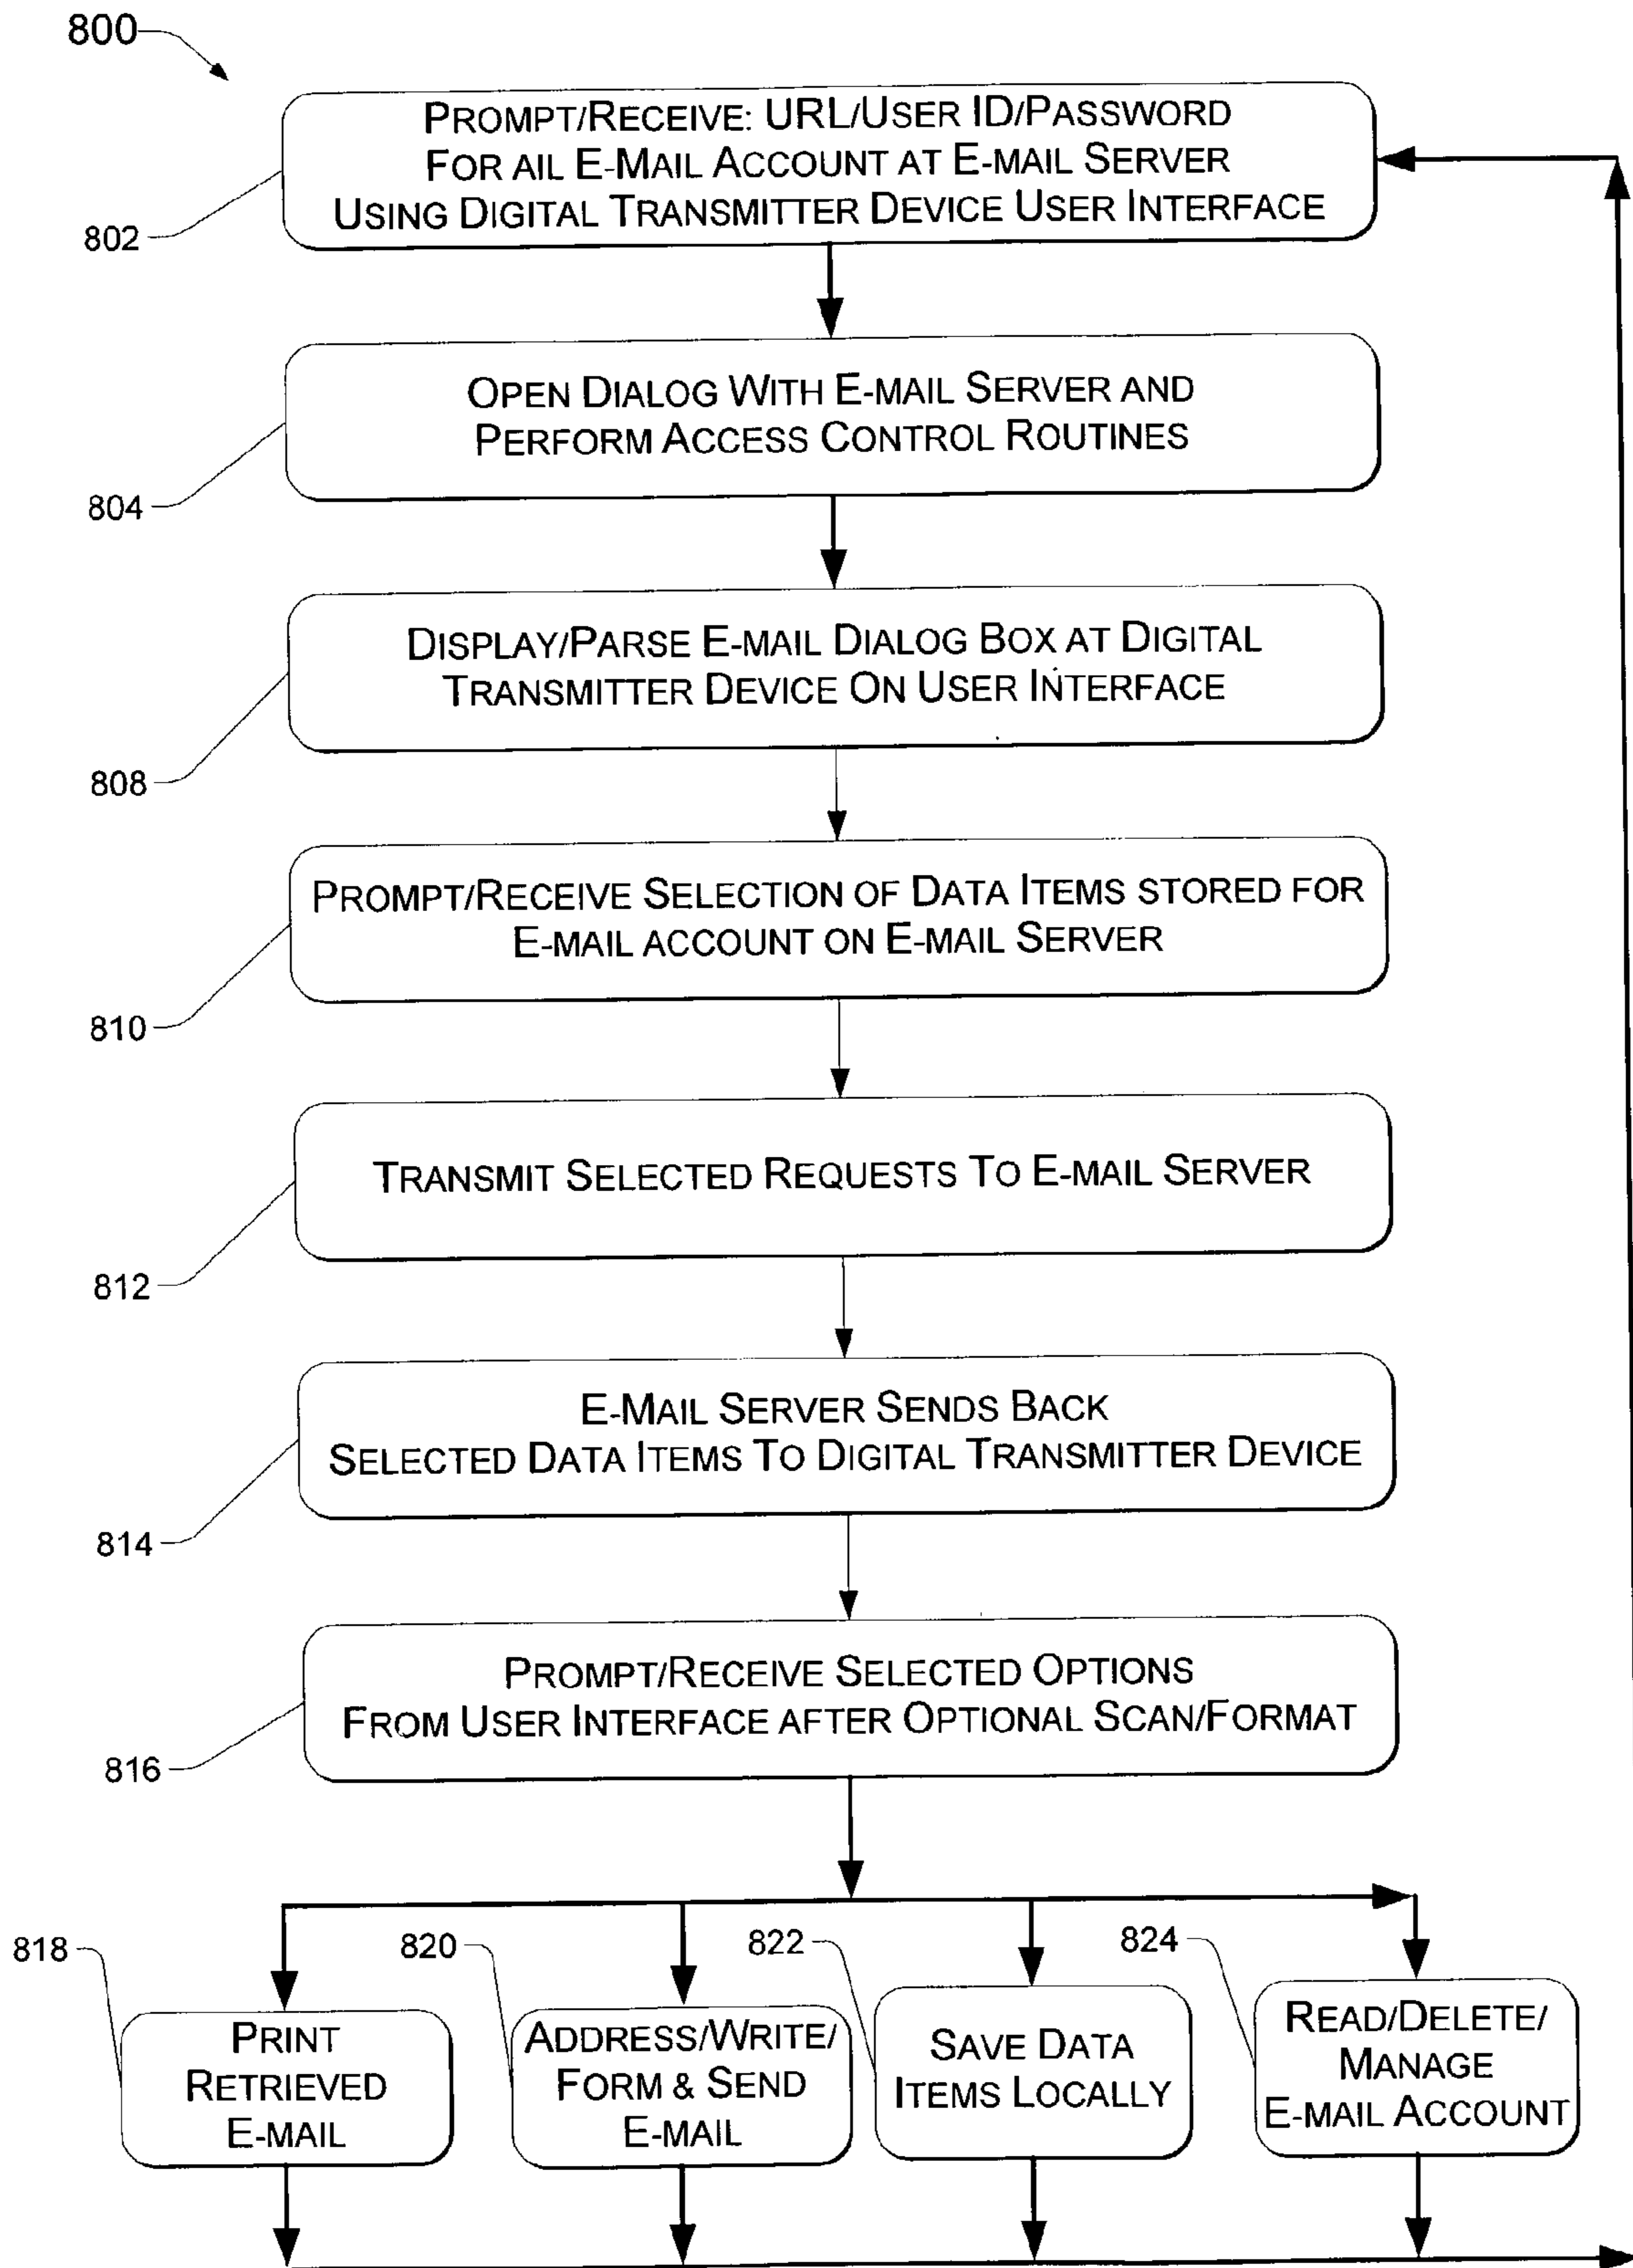 800
PROMPT/RECEIVE: URL/USER ID/PASSWORD
FOR AIL E-MAIL ACCOUNT AT E-MAIL SERVER
USING DIGITAL TRANSMITTER DEVICE USER INTERFACE
802
OPEN DIALOG WITH E-MAIL SERVER AND
PERFORM ACCESS CONTROL ROUTINES
804
DISPLAY/PARSE E-MAIL DIALOG BOX AT DIGITAL
TRANSMITTER DEVICE ON USER INTERFACE
808
PROMPT/RECEIVE SELECTION OF DATA ITEMS STORED FOR
E-MAIL ACCOUNT ON E-MAIL SERVER
810
TRANSMIT SELECTED REQUESTS TO E-MAIL SERVER
812
E-MAIL SERVER SENDS BACK
SELECTED DATA ITEMS TO DIGITAL TRANSMITTER DEVICE
814
PROMPT/RECEIVE SELECTED OPTIONS
FROM USER INTERFACE AFTER OPTIONAL SCAN/FORMAT
816
818
PRINT
RETRIEVED
E-MAIL
820
ADDRESS/WRITE/
FORM & SEND
E-MAIL
822
SAVE DATA
ITEMS LOCALLY
824
READ/DELETE/
MANAGE
E-MAIL ACCOUNT